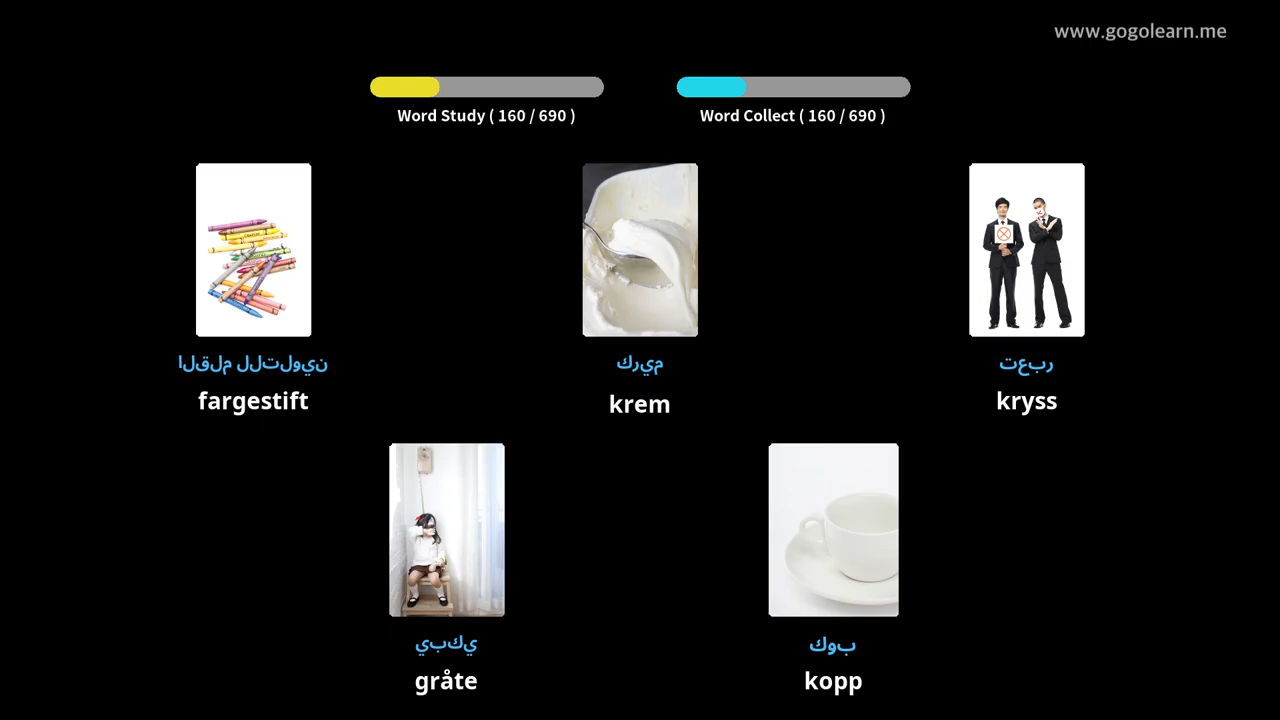 www.gogolearn.me
Word Study ( 160 / 690 )
Word Collect ( 160 / 690 )
القلم للتلوين
fargestift
كريم
krem
تعبر
kryss
يبكي
gråte
كوب
kopp